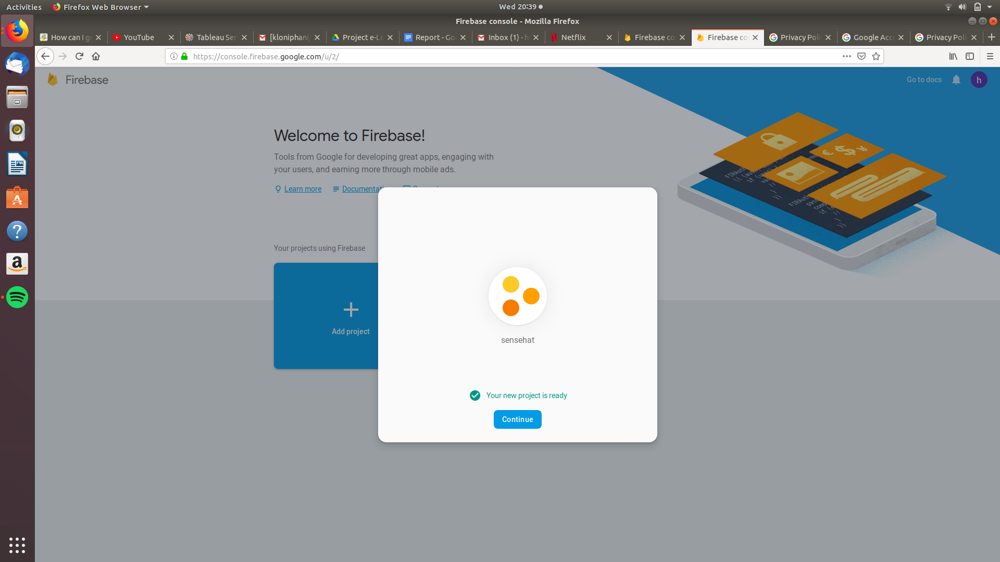 Activities Firefox Web Browser Wed 20:39
Firebase console - Mozilla Firefox
How can I ge YouTube Tableau Ser [kloniphani Project e-Lo Report - Go Inbox (1) - h Netflix Firebase co Firebase co Privacy Poli Google Acco Privacy Poli
https://console.firebase.google.com/u/2/
Firebase
Go to docs
h
Welcome to Firebase!
Tools from Google for developing great apps, engaging with
your users, and earning more through mobile ads.
Learn more Documentati
Your projects using Firebase
Add project
sensehat
Your new project is ready
Continue